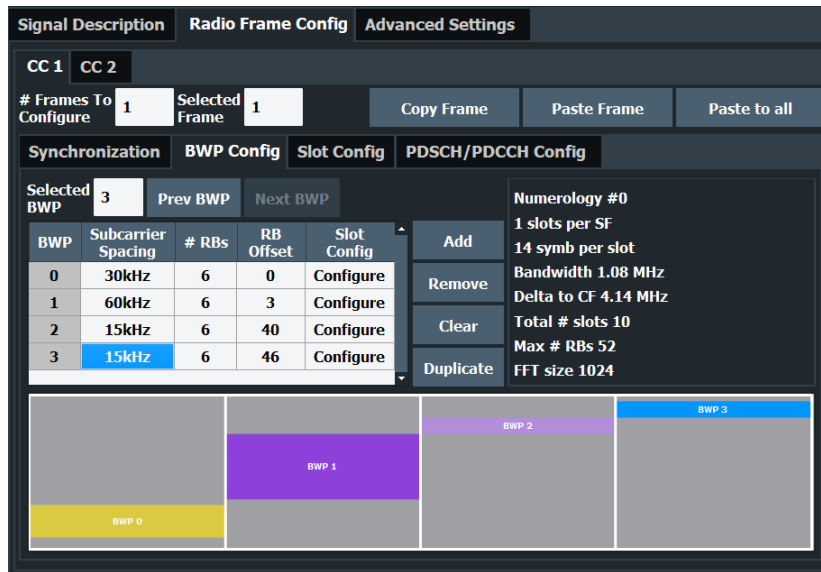 Signal Description Radio Frame Config Advanced Settings
CC 1 CC 2
# Frames To Configure 1 Selected Frame 1 Copy Frame Paste Frame Paste to all
Synchronization BWP Config Slot Config PDSCH/PDCCH Config
Selected BWP 3 Prev BWP Next BWP
BWP Subcarrier Spacing # RBs RB Offset Slot Config
0 30kHz 6 0 Configure
1 60kHz 6 3 Configure
2 15kHz 6 40 Configure
3 15kHz 6 46 Configure
Add
Remove
Clear
Duplicate
Numerology #0
1 slots per SF
14 symb per slot
Bandwidth 1.08 MHz
Delta to CF 4.14 MHz
Total # slots 10
Max # RBs 52
FFT size 1024
BWP 3
BWP 2
BWP 1
BWP 0